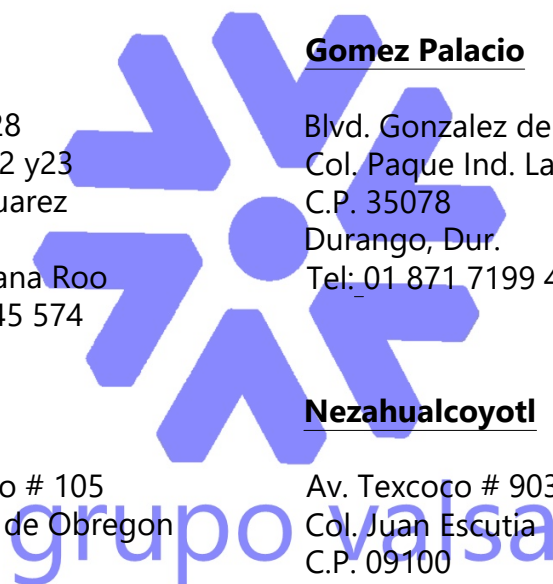 28
2 y23
uarez
ana Roo
45 574
o # 105
de Obregon
Gomez Palacio
Blvd. Gonzalez de
Col. Paque Ind. La
C.P. 35078
Durango, Dur.
Tel: 01 871 7199 4
Nezahualcoyotl
Av. Texcoco # 903
Col. Juan Escutia
C.P. 09100
grupo valsa